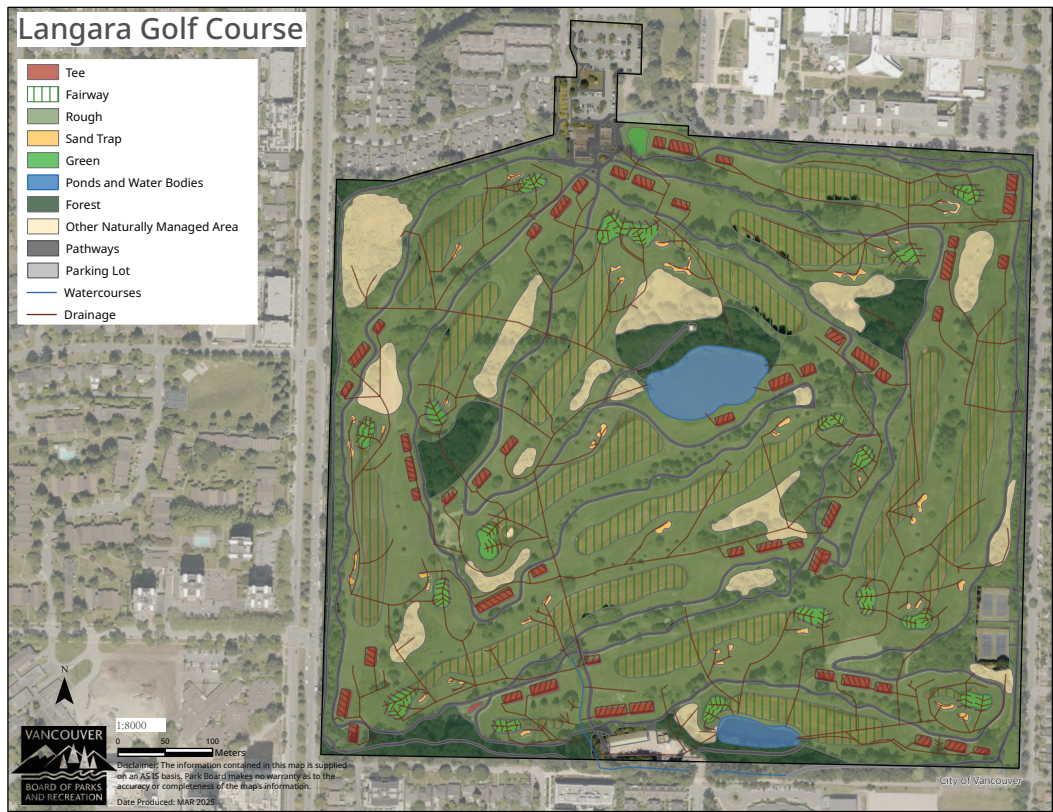 Langara Golf Course
Tee
Fairway
Rough
Sand Trap
Green
Ponds and Water Bodies
Forest
Other Naturally Managed Area
Pathways
Parking Lot
Watercourses
Drainage
N
1:8000
0 50 100
Meters
VANCOUVER
BOARD OF PARKS
AND RECREATION
Disclaimer: The information contained in this map is supplied
on an AS IS basis. Park Board makes no warranty as to the
accuracy or completeness of the map's information.
Date Produced: MAR 2025
City of Vancouver